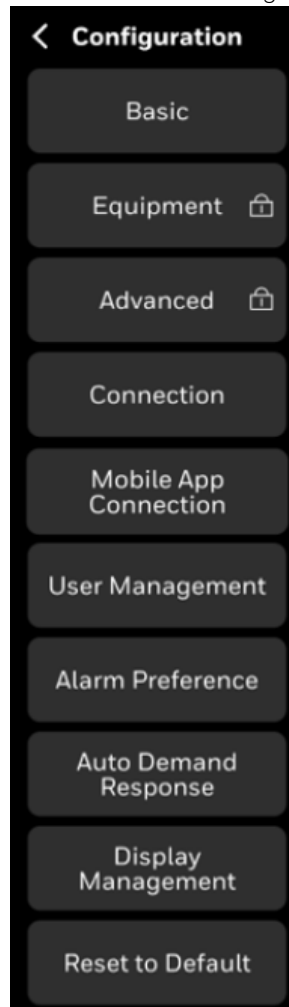 Configuration
Basic
Equipment
Advanced
Connection
Mobile App
Connection
User Management
Alarm Preference
Auto Demand
Response
Display
Management
Reset to Default